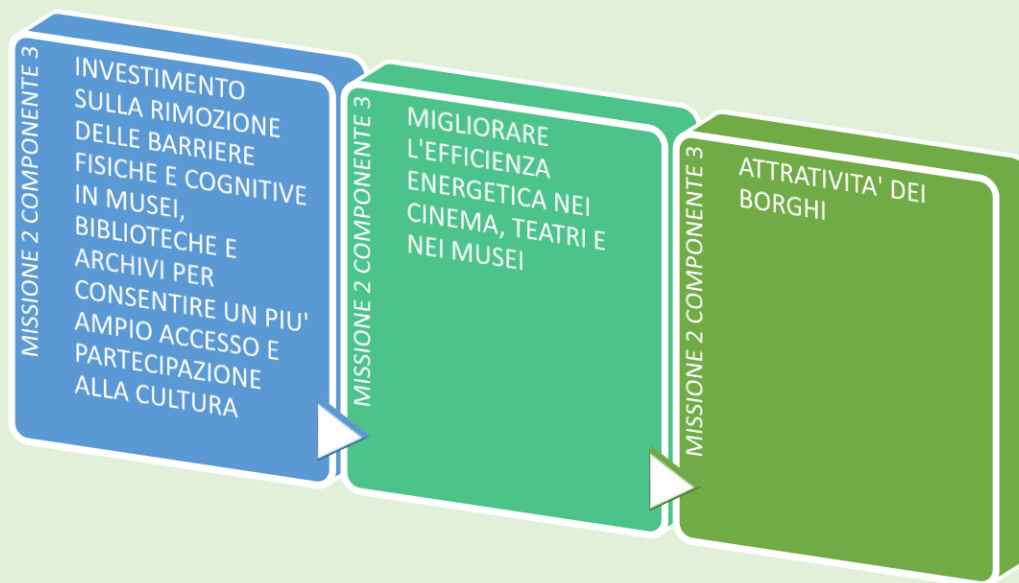 MISSIONE 2 COMPONENTE 3
INVESTIMENTO
SULLA RIMOZIONE
DELLE BARRIERE
FISICHE E COGNITIVE
IN MUSEI,
BIBLIOTECHE E
ARCHIVI PER
CONSENTIRE UN PIU'
AMPIO ACCESSO E
PARTECIPAZIONE
ALLA CULTURA
MISSIONE 2 COMPONENTE 3
MIGLIORARE
L'EFFICIENZA
ENERGETICA NEI
CINEMA, TEATRI E
NEI MUSEI
MISSIONE 2 COMPONENTE 3
ATTRATIVITA' DEI
BORGHI